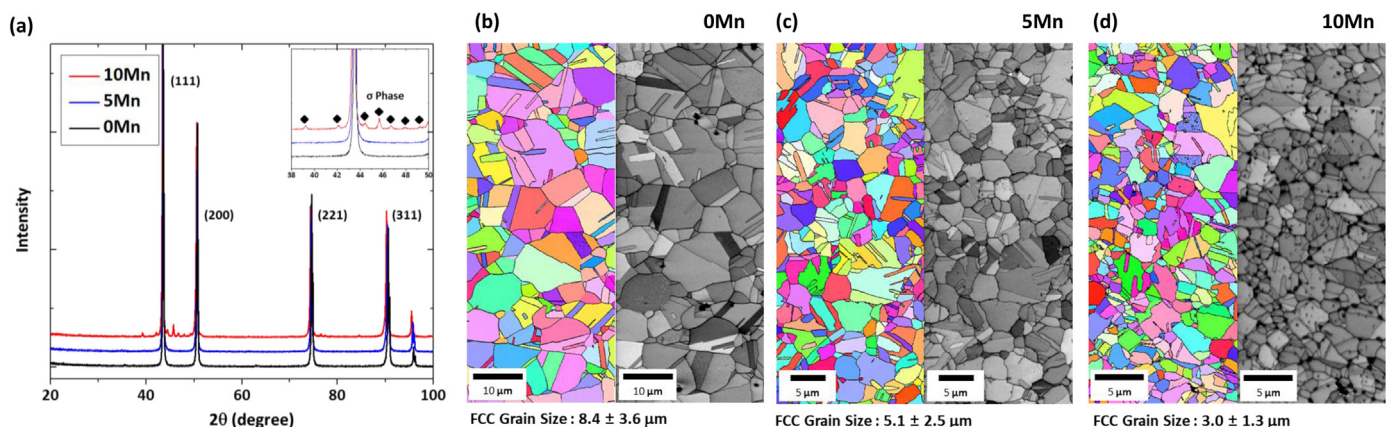 (a)
10Mn
5Mn
0Mn
(111)
(200)
(221)
(311)
σ Phase
38 40 42 44 46 48 50
Intensity
20 40 60 80 100
2θ (degree)
(b) 0Mn
10 μm 10 μm
FCC Grain Size : 8.4 ± 3.6 μm
(c) 5Mn
5 μm 5 μm
FCC Grain Size : 5.1 ± 2.5 μm
(d) 10Mn
5 μm 5 μm
FCC Grain Size : 3.0 ± 1.3 μm